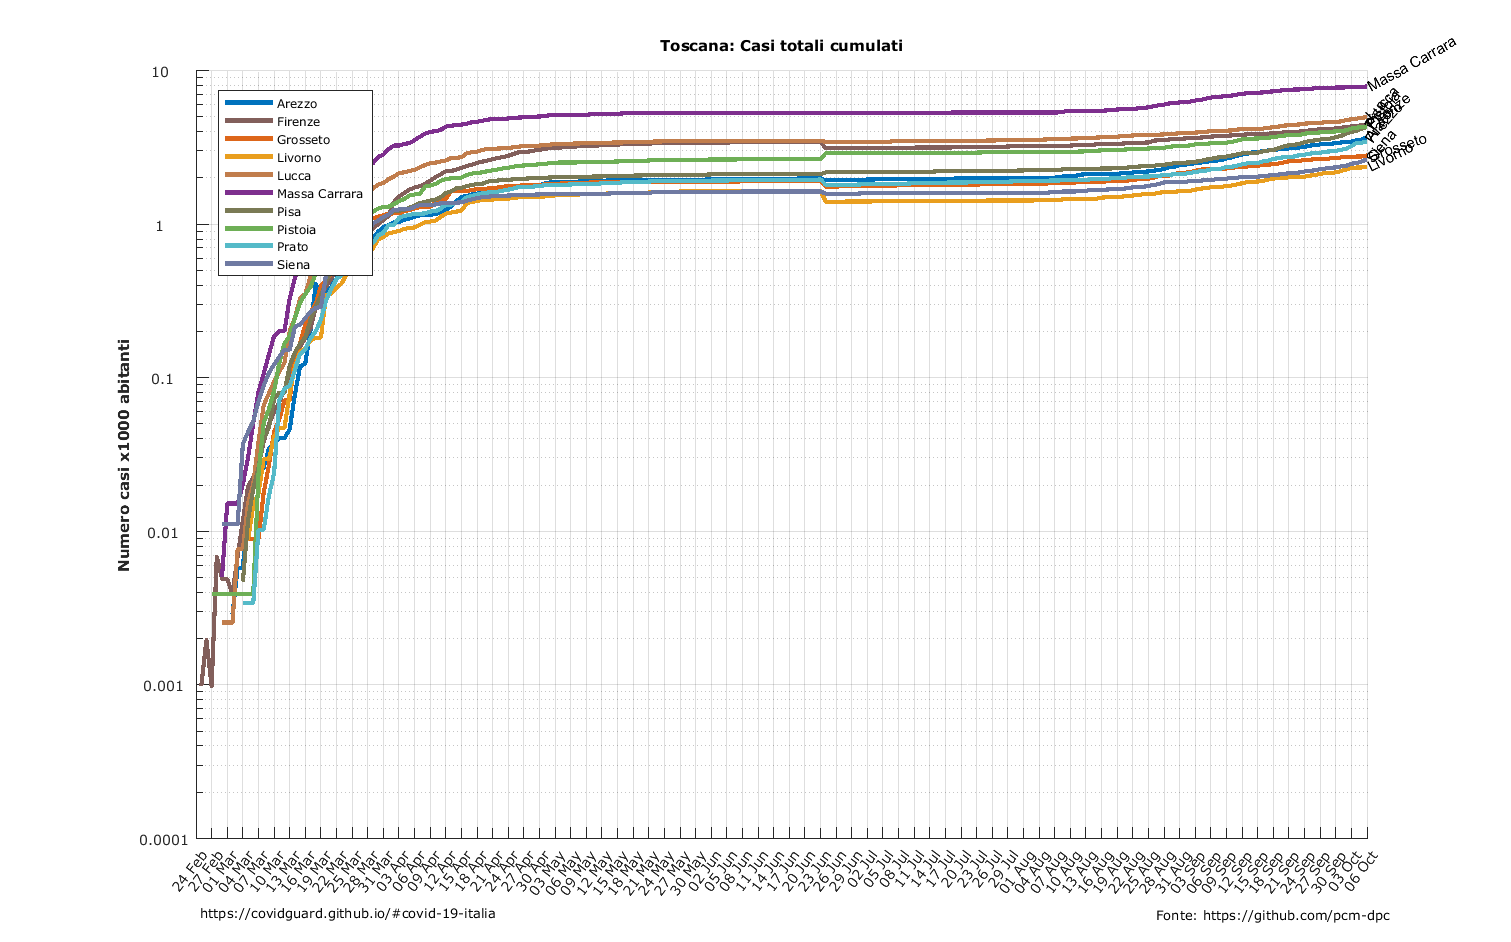 Toscana: Casi totali cumulati
Numero casi x1000 abitanti
10
1
0.1
0.01
0.001
0.0001
Arezzo
Firenze
Grosseto
Livorno
Lucca
Massa Carrara
Pisa
Pistoia
Prato
Siena
Massa Carrara
Siena
Grosseto
Livorno
24 Feb
27 Feb
01 Mar
04 Mar
07 Mar
10 Mar
13 Mar
16 Mar
19 Mar
22 Mar
25 Mar
28 Mar
31 Mar
03 Apr
06 Apr
09 Apr
12 Apr
15 Apr
18 Apr
21 Apr
24 Apr
27 Apr
30 Apr
03 May
06 May
09 May
12 May
15 May
18 May
21 May
24 May
27 May
30 May
02 Jun
05 Jun
08 Jun
11 Jun
14 Jun
17 Jun
20 Jun
23 Jun
26 Jun
29 Jun
02 Jul
05 Jul
08 Jul
11 Jul
14 Jul
17 Jul
20 Jul
23 Jul
26 Jul
29 Jul
01 Aug
04 Aug
07 Aug
10 Aug
13 Aug
16 Aug
19 Aug
22 Aug
25 Aug
28 Aug
31 Aug
03 Sep
06 Sep
09 Sep
12 Sep
15 Sep
18 Sep
21 Sep
24 Sep
27 Sep
30 Sep
03 Oct
06 Oct
https://covidguard.github.io/#covid-19-italia
Fonte: https://github.com/pcm-dpc